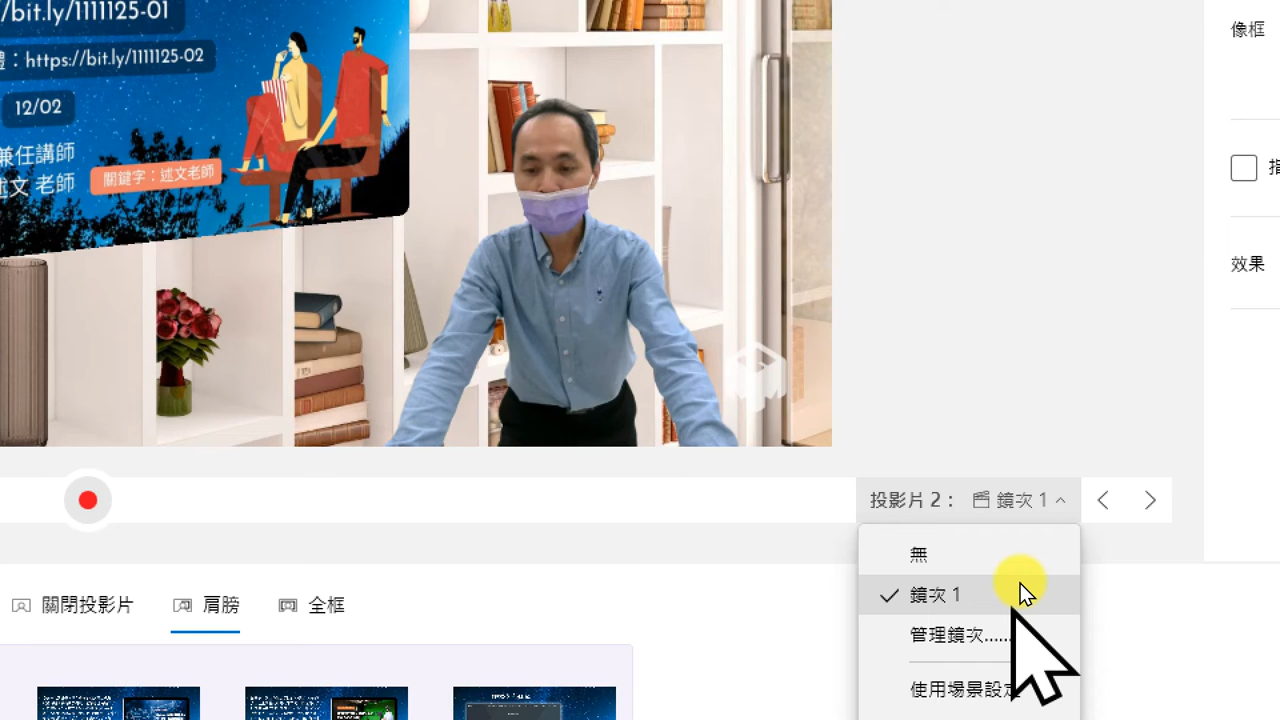 /bit.ly/1111125-01
：https://bit.ly/1111125-02
12/02
兼任講師
述文 老師
關鍵字：述文老師
像框
效果
投影片 2： 鏡次 1
無
鏡次 1
管理鏡次......
使用場景設定
關閉投影片 肩膀 全框